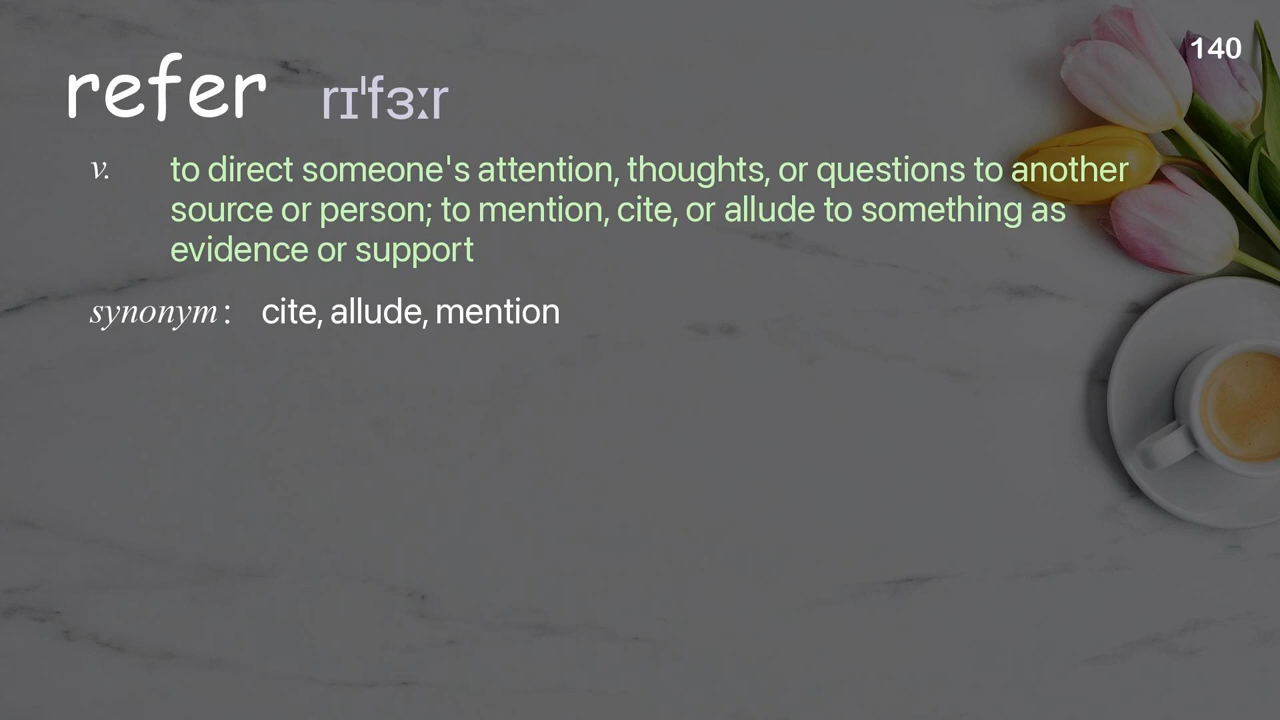 140
refer rɪˈfɜːr
v. to direct someone's attention, thoughts, or questions to another
source or person; to mention, cite, or allude to something as
evidence or support
synonym : cite, allude, mention